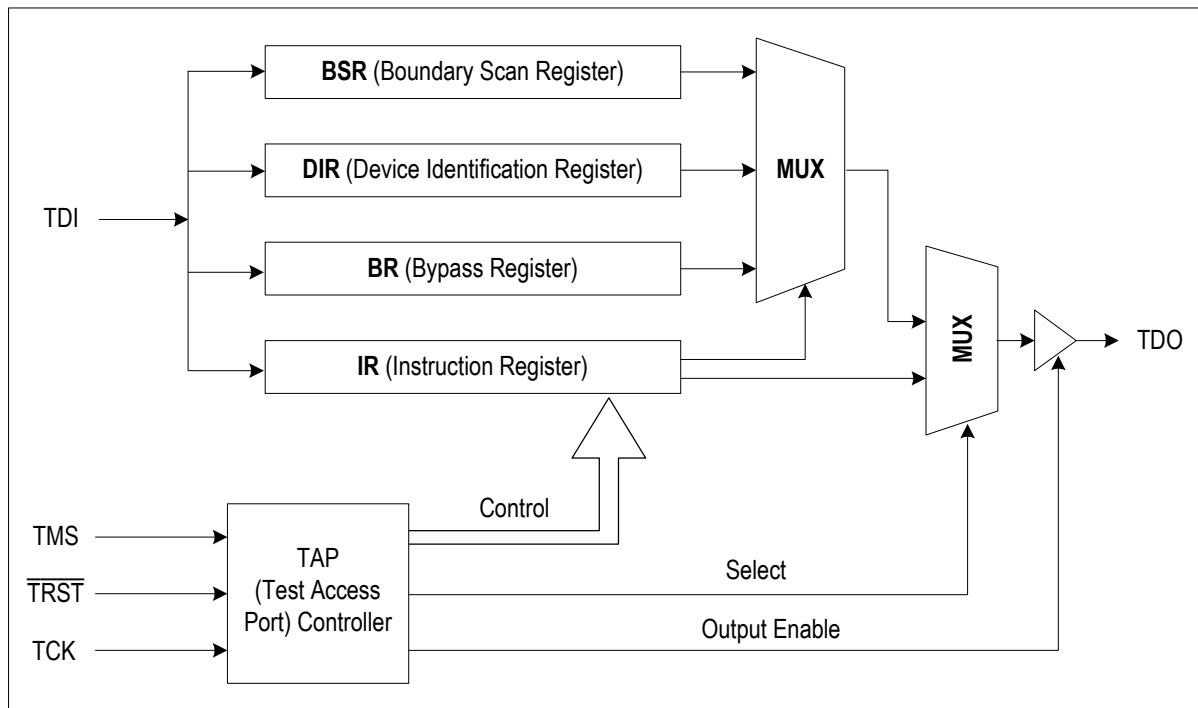 BSR (Boundary Scan Register)
DIR (Device Identification Register)
MUX
TDI
BR (Bypass Register)
MUX
TDO
IR (Instruction Register)
Control
TMS
TAP
(Test Access
Port) Controller
TRST
Select
TCK
Output Enable